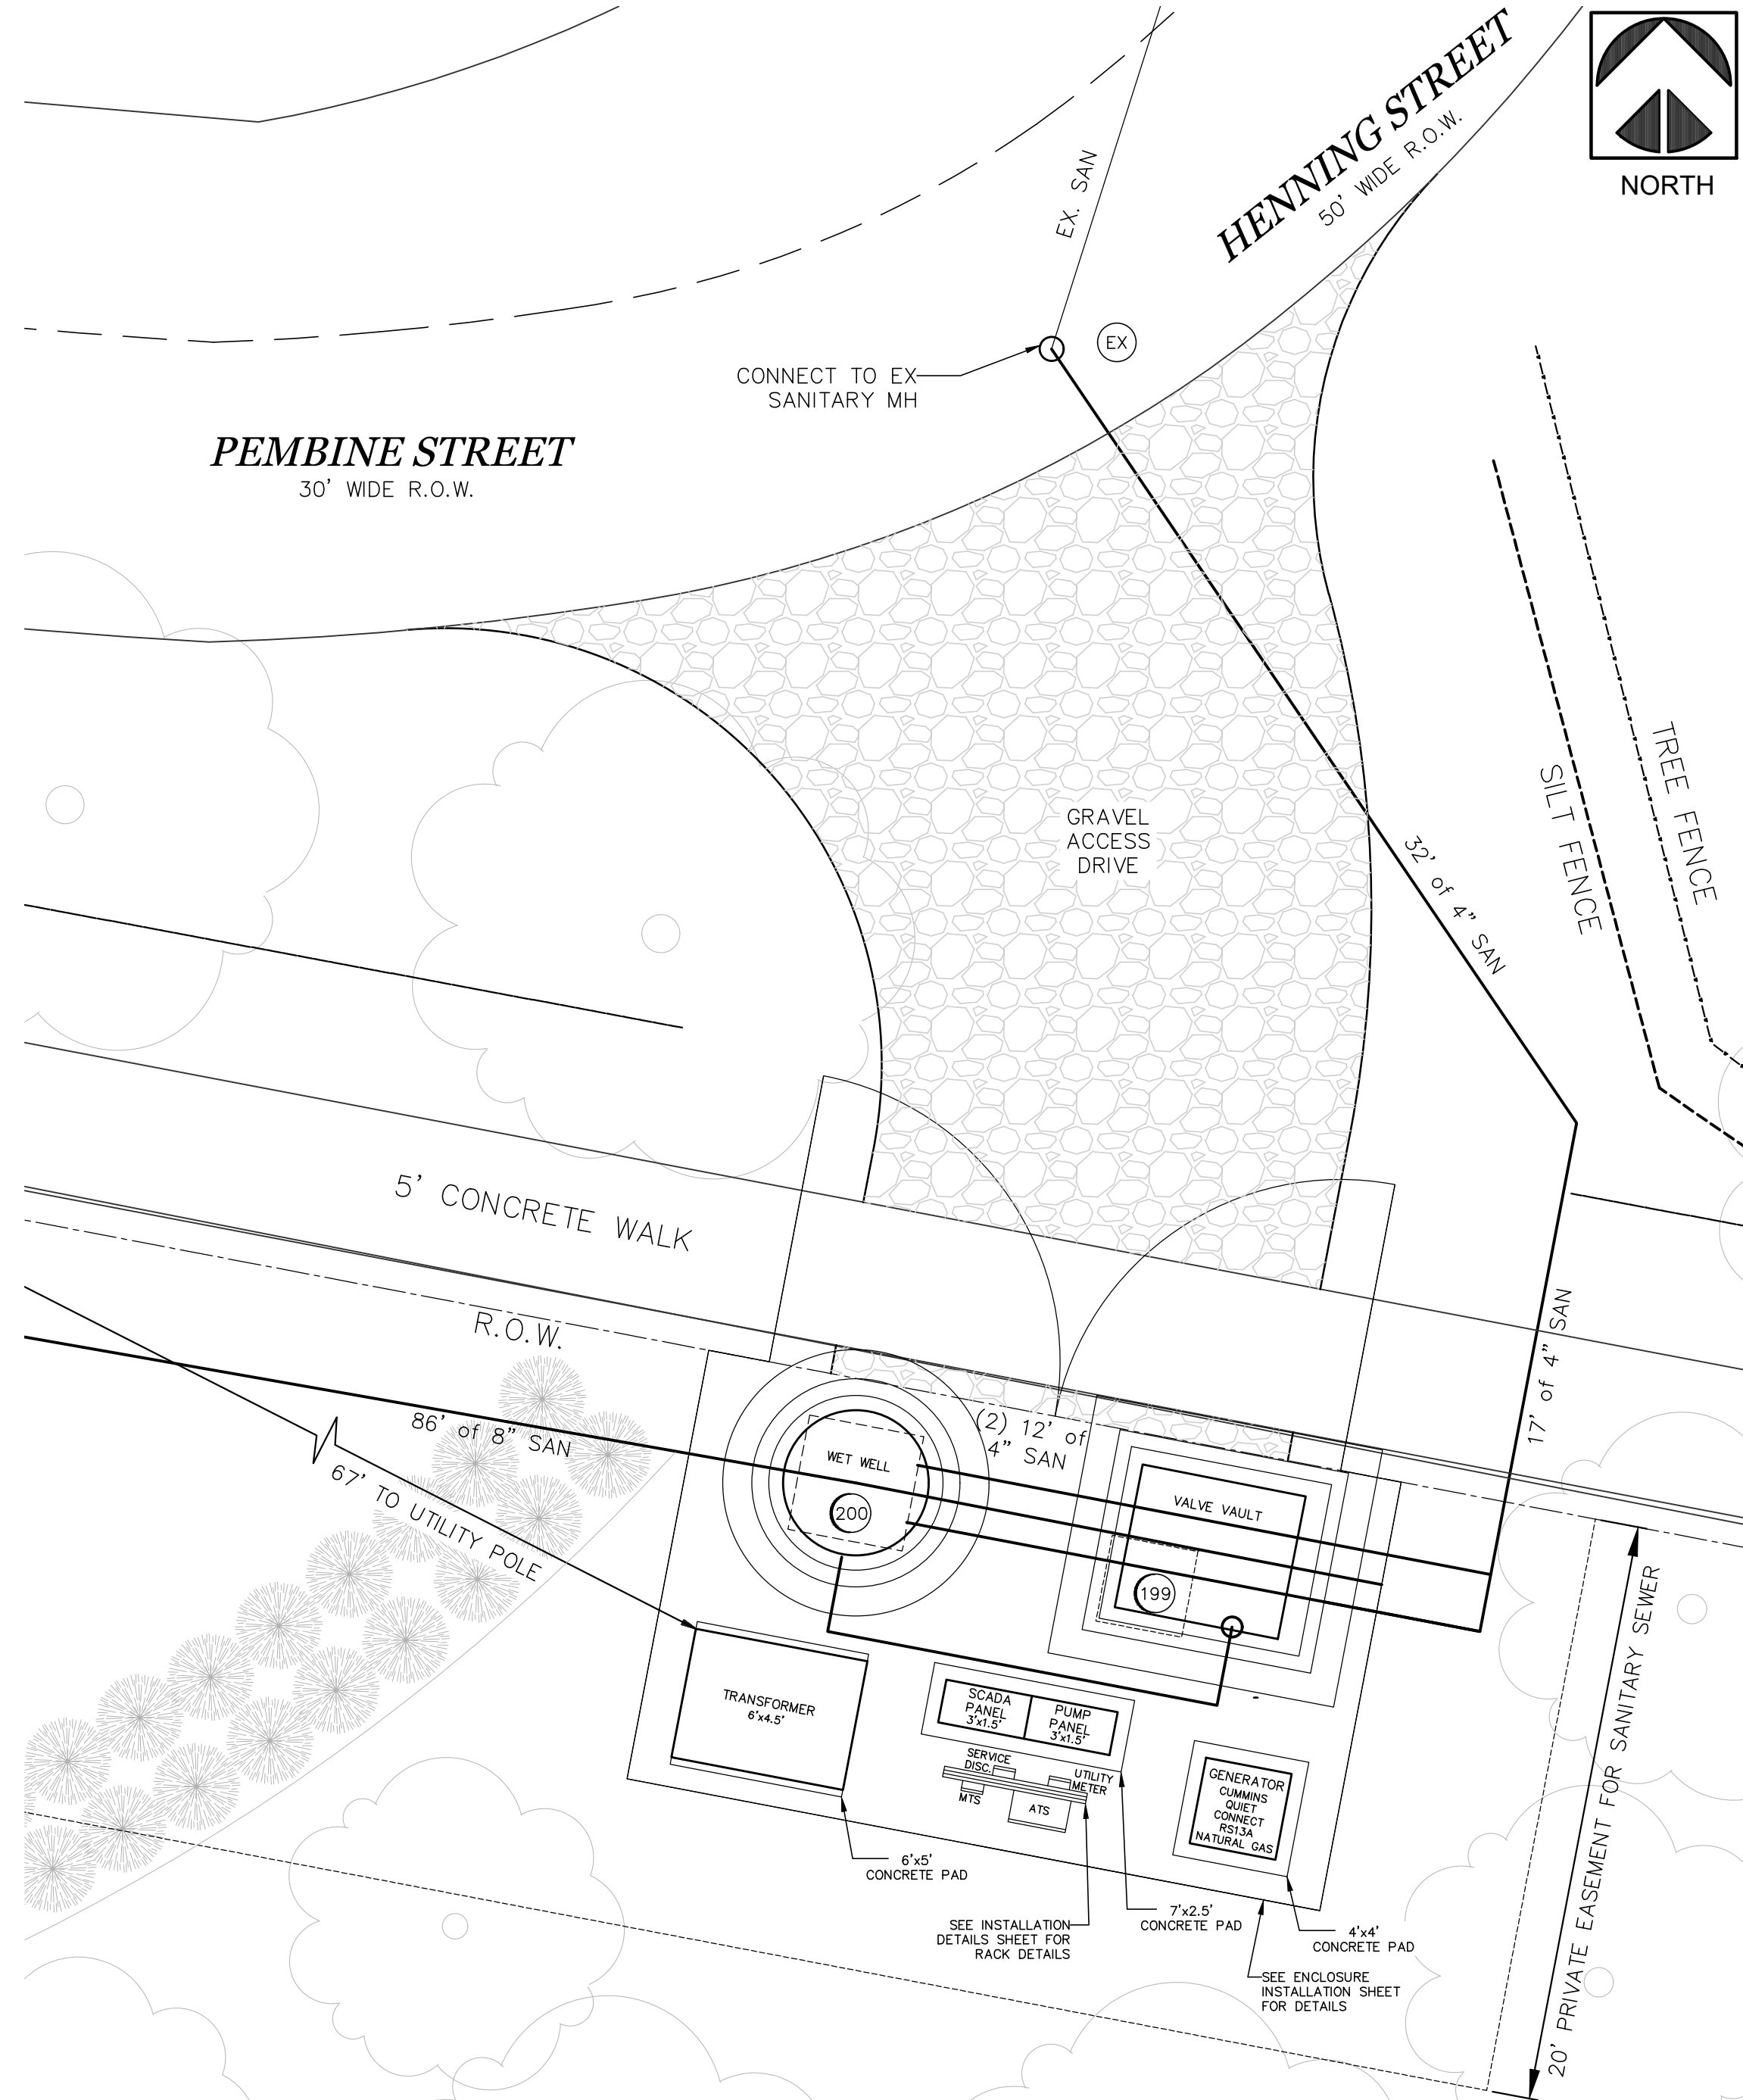 HENNING STREET
50' WIDE R.O.W.
NORTH
EX. SAN
EX
CONNECT TO EX
SANITARY MH
PEMBINE STREET
30' WIDE R.O.W.
GRAVEL
ACCESS
DRIVE
32' of 4" SAN
SILT FENCE
TREE FENCE
5' CONCRETE WALK
R.O.W.
17' of 4" SAN
86' of 8" SAN
67' TO UTILITY POLE
(2) 12' of
4" SAN
WET WELL
200
VALVE VAULT
199
TRANSFORMER
6'x4.5'
SCADA
PANEL
3'x1.5'
PUMP
PANEL
3'x1.5'
SERVICE
DISC.
UTILITY
METER
MTS
ATS
GENERATOR
CUMMINS
QUIET
CONNECT
RS13A
NATURAL GAS
6'x5'
CONCRETE PAD
7'x2.5'
CONCRETE PAD
4'x4'
CONCRETE PAD
SEE INSTALLATION
DETAILS SHEET FOR
RACK DETAILS
SEE ENCLOSURE
INSTALLATION SHEET
FOR DETAILS
20' PRIVATE EASEMENT FOR SANITARY SEWER